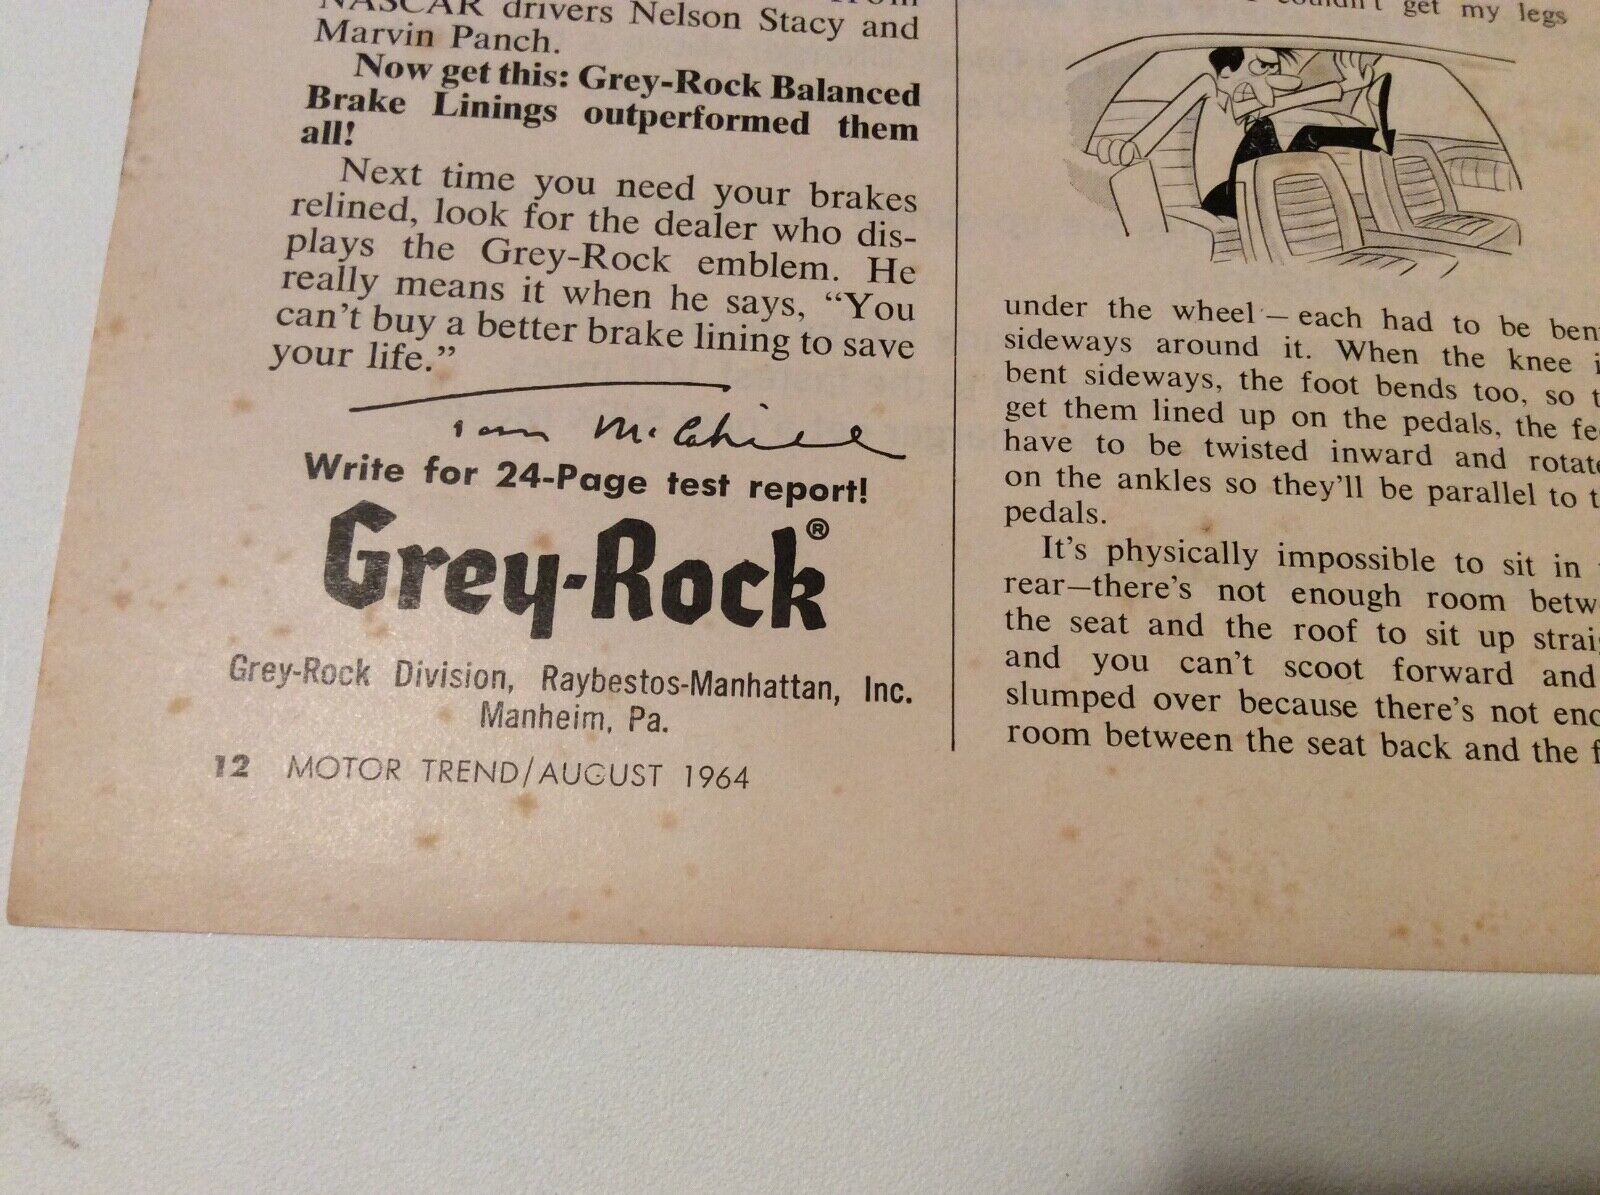 NASCAR drivers Nelson Stacy and
Marvin Panch.
Now get this: Grey-Rock Balanced
Brake Linings outperformed them
all!
Next time you need your brakes
relined, look for the dealer who dis-
plays the Grey-Rock emblem. He
really means it when he says, “You
can’t buy a better brake lining to save
your life.”
Tom McCahill
Write for 24-Page test report!
Grey-Rock®
Grey-Rock Division, Raybestos-Manhattan, Inc.
Manheim, Pa.
12 MOTOR TREND/AUGUST 1964
get my legs
under the wheel — each had to be ben
sideways around it. When the knee i
bent sideways, the foot bends too, so t
get them lined up on the pedals, the fe
have to be twisted inward and rotat
on the ankles so they’ll be parallel to t
pedals.
It’s physically impossible to sit in
rear—there’s not enough room betw
the seat and the roof to sit up straig
and you can’t scoot forward and
slumped over because there’s not eno
room between the seat back and the f